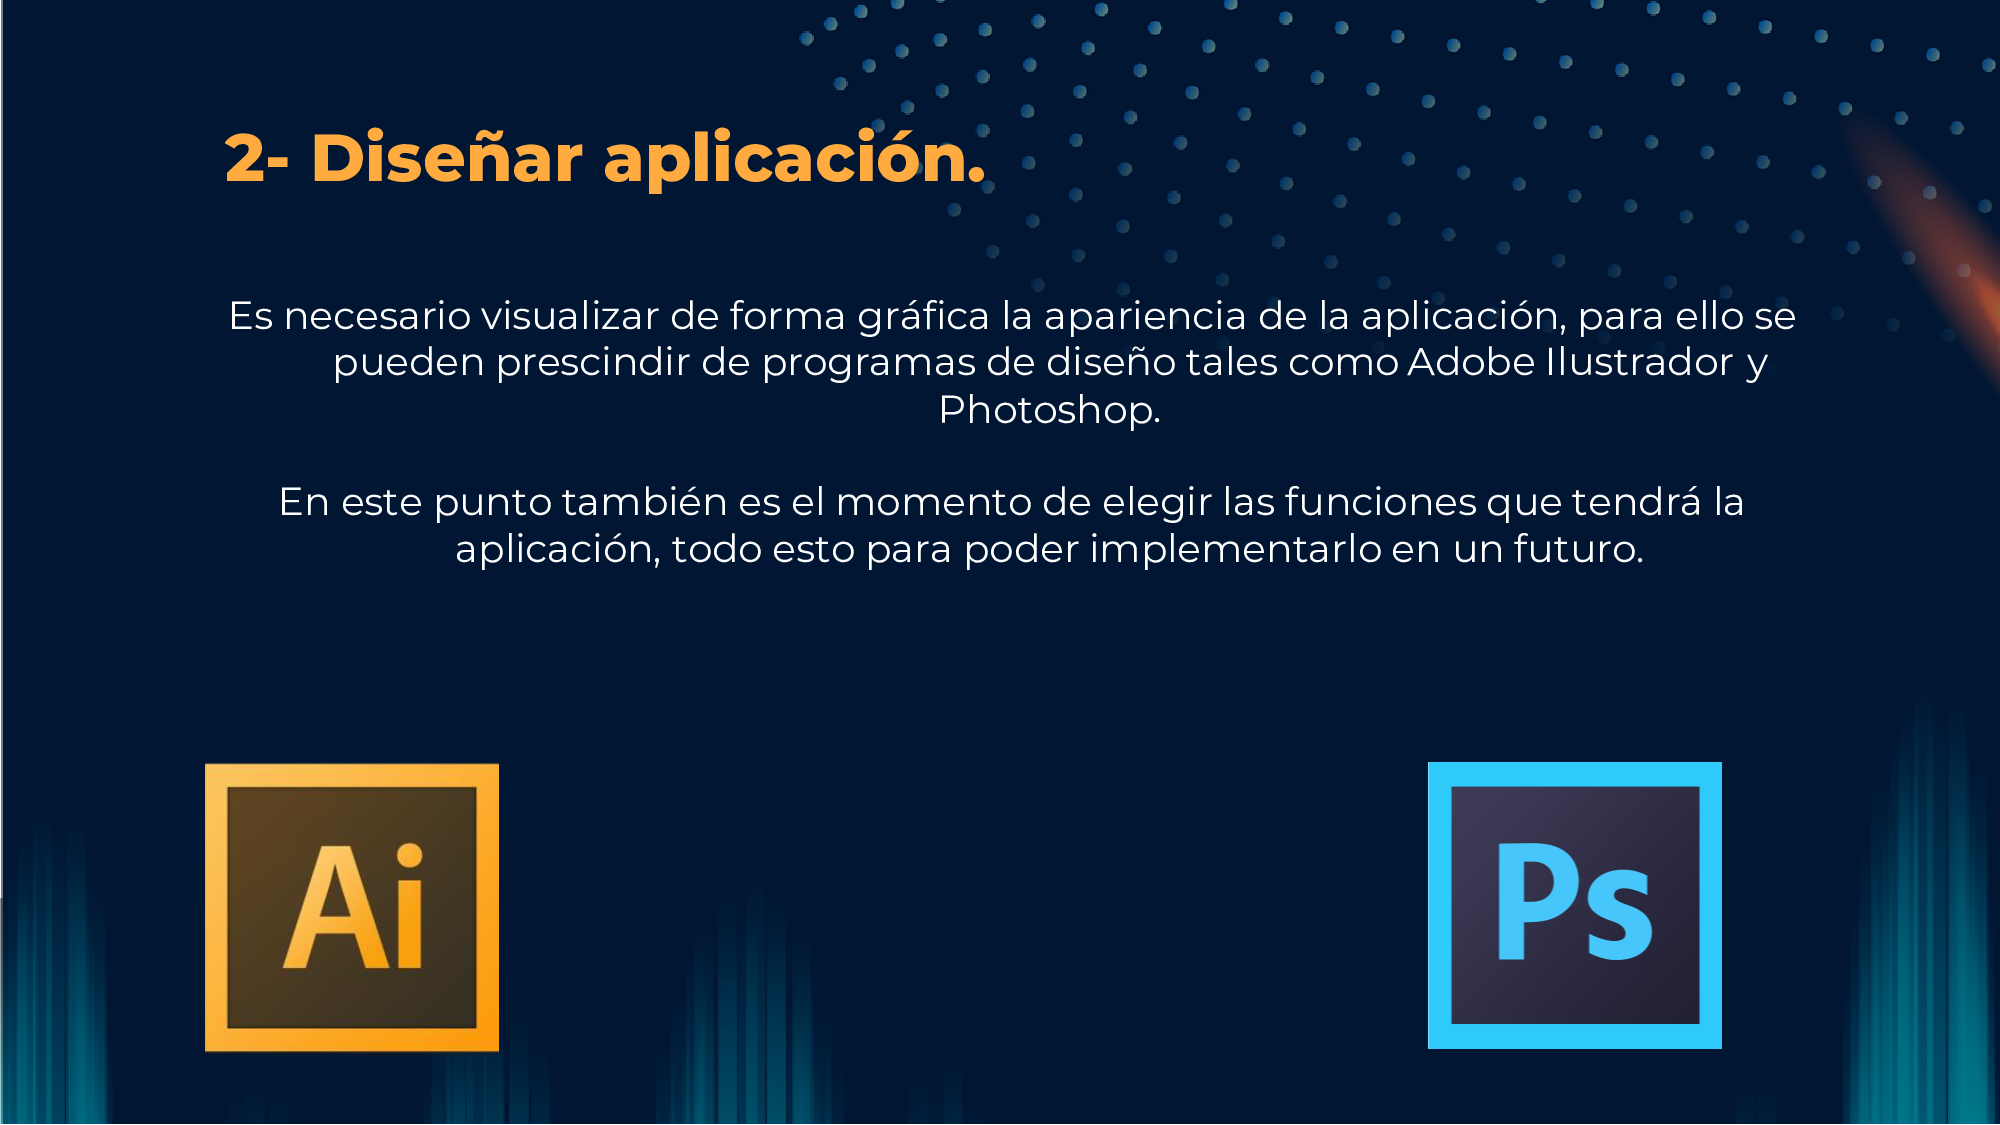 2- Diseñar aplicación.
Es necesario visualizar de forma gráfica la apariencia de la aplicación, para ello se
pueden prescindir de programas de diseño tales como Adobe Ilustrador y
Photoshop.
En este punto también es el momento de elegir las funciones que tendrá la
aplicación, todo esto para poder implementarlo en un futuro.
Ai
Ps